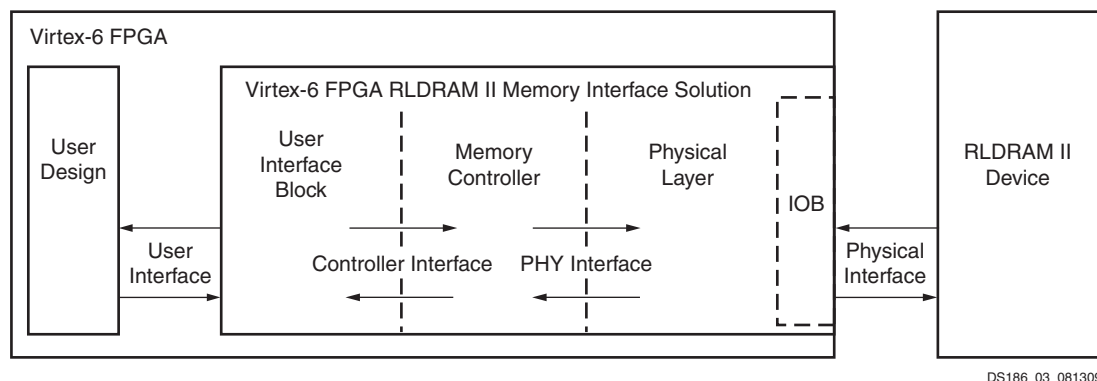 Virtex-6 FPGA
Virtex-6 FPGA RLDRAM II Memory Interface Solution
User
Design
User
Interface
Block
Memory
Controller
Physical
Layer
IOB
RLDRAM II
Device
User
Interface
Controller Interface
PHY Interface
Physical
Interface
DS186_03_081309